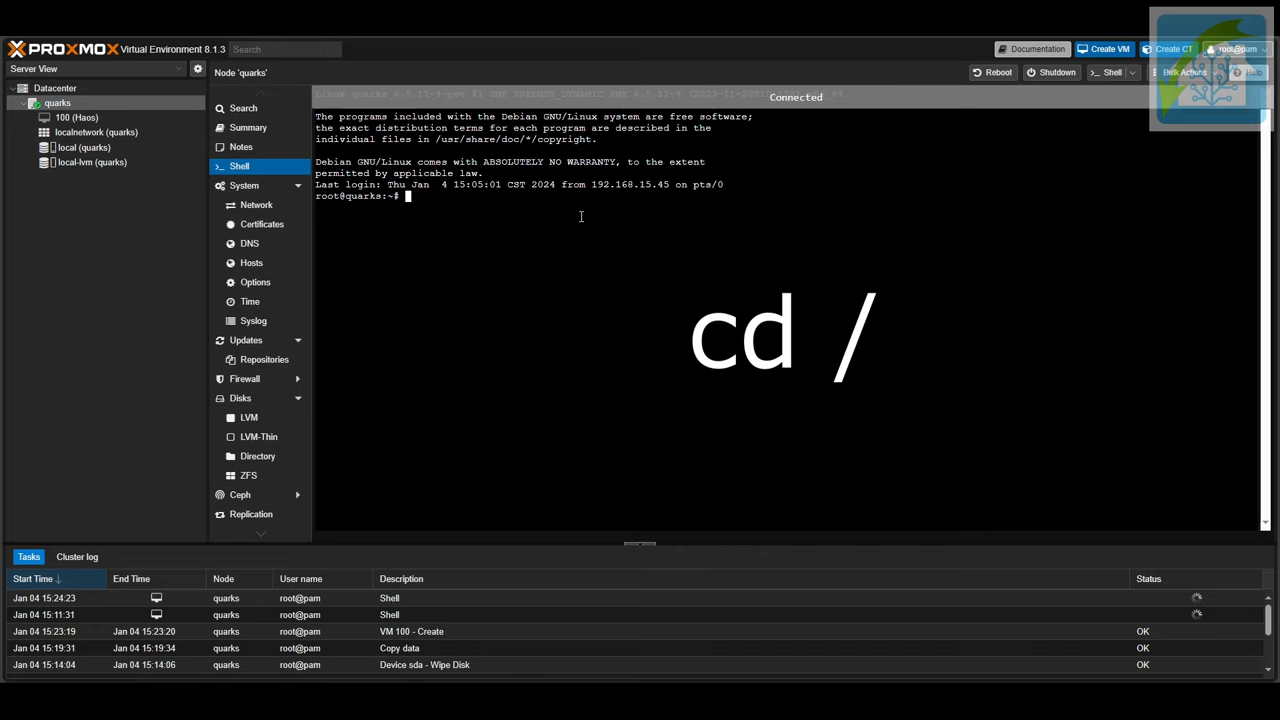 PROXMOX Virtual Environment 8.1.3 Search Documentation Create VM Create CT root@pam
Server View
Node 'quarks' Reboot Shutdown >_ Shell Bulk Actions Help
Datacenter
quarks
100 (Haos)
localnetwork (quarks)
local (quarks)
local-lvm (quarks)
Search
Summary
Notes
>_ Shell
System
Network
Certificates
DNS
Hosts
Options
Time
Syslog
Updates
Repositories
Firewall
Disks
LVM
LVM-Thin
Directory
ZFS
Ceph
Replication
Connected
The programs included with the Debian GNU/Linux system are free software;
the exact distribution terms for each program are described in the
individual files in /usr/share/doc/*/copyright.
Debian GNU/Linux comes with ABSOLUTELY NO WARRANTY, to the extent
permitted by applicable law.
Last login: Thu Jan  4 15:05:01 CST 2024 from 192.168.15.45 on pts/0
root@quarks:~#
cd /
Tasks Cluster log
Start Time End Time Node User name Description Status
Jan 04 15:24:23 quarks root@pam Shell
Jan 04 15:11:31 quarks root@pam Shell
Jan 04 15:23:19 Jan 04 15:23:20 quarks root@pam VM 100 - Create OK
Jan 04 15:19:31 Jan 04 15:19:34 quarks root@pam Copy data OK
Jan 04 15:14:04 Jan 04 15:14:06 quarks root@pam Device sda - Wipe Disk OK